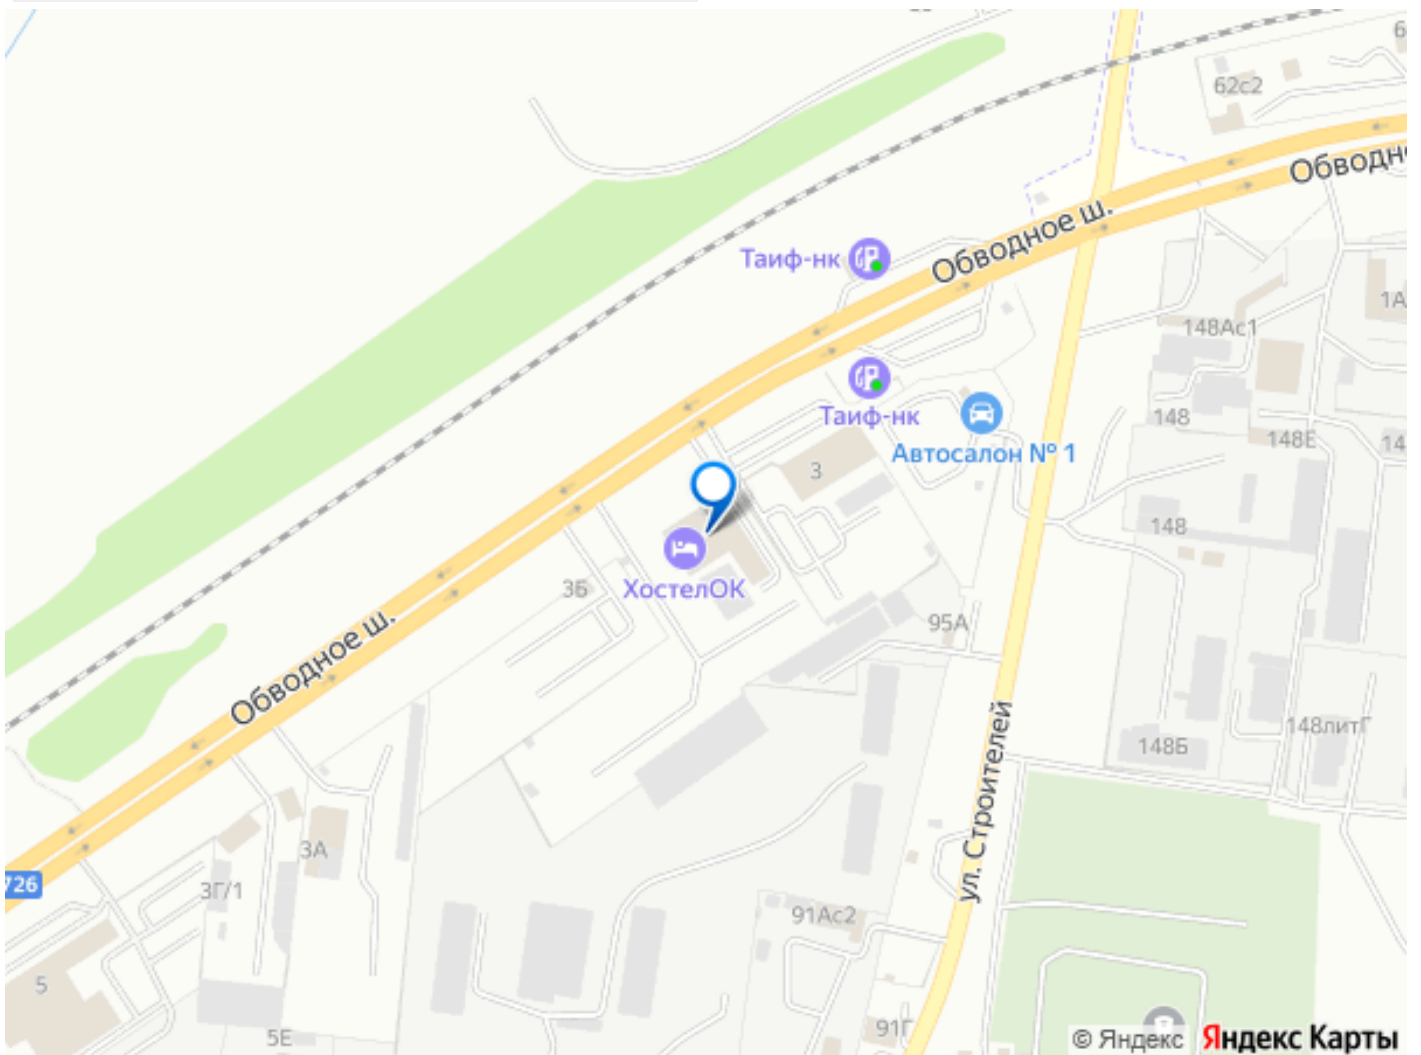 62с2
Обводное ш.
Таиф-нк
1А
148Ас1
Таиф-нк
148
148Е
Автосалон № 1
3
148
ХостелОК
3Б
95А
Обводное ш.
ул. Строителей
148литГ
148Б
3А
726
3Г/1
91Ас2
5
5Е
91Г
© Яндекс
Яндекс Карты